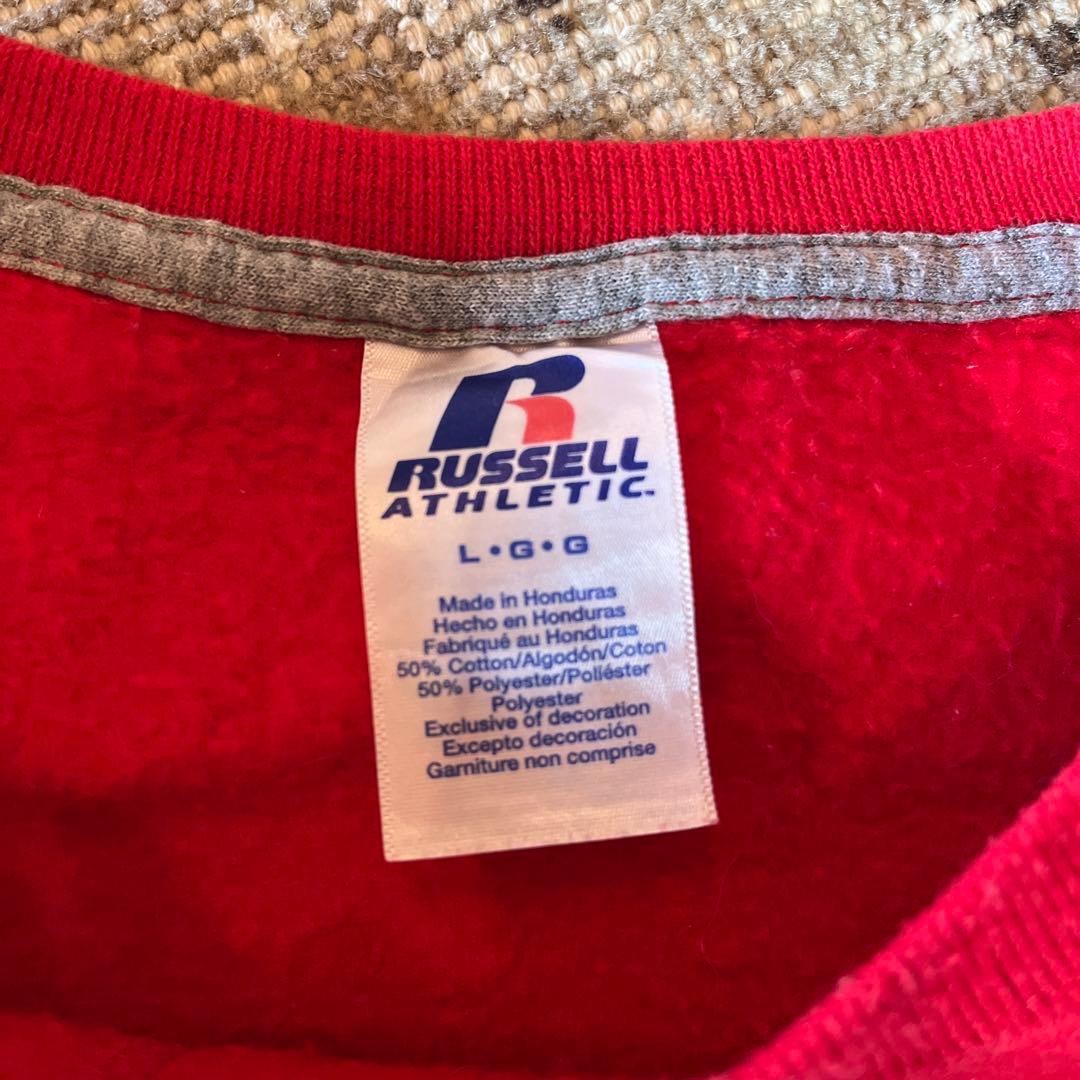 R
RUSSELL
ATHLETIC™
L • G • G
Made in Honduras
Hecho en Honduras
Fabriqué au Honduras
50% Cotton/Algodón/Coton
50% Polyester/Poliéster
Polyester
Exclusive of decoration
Excepto decoración
Garniture non comprise